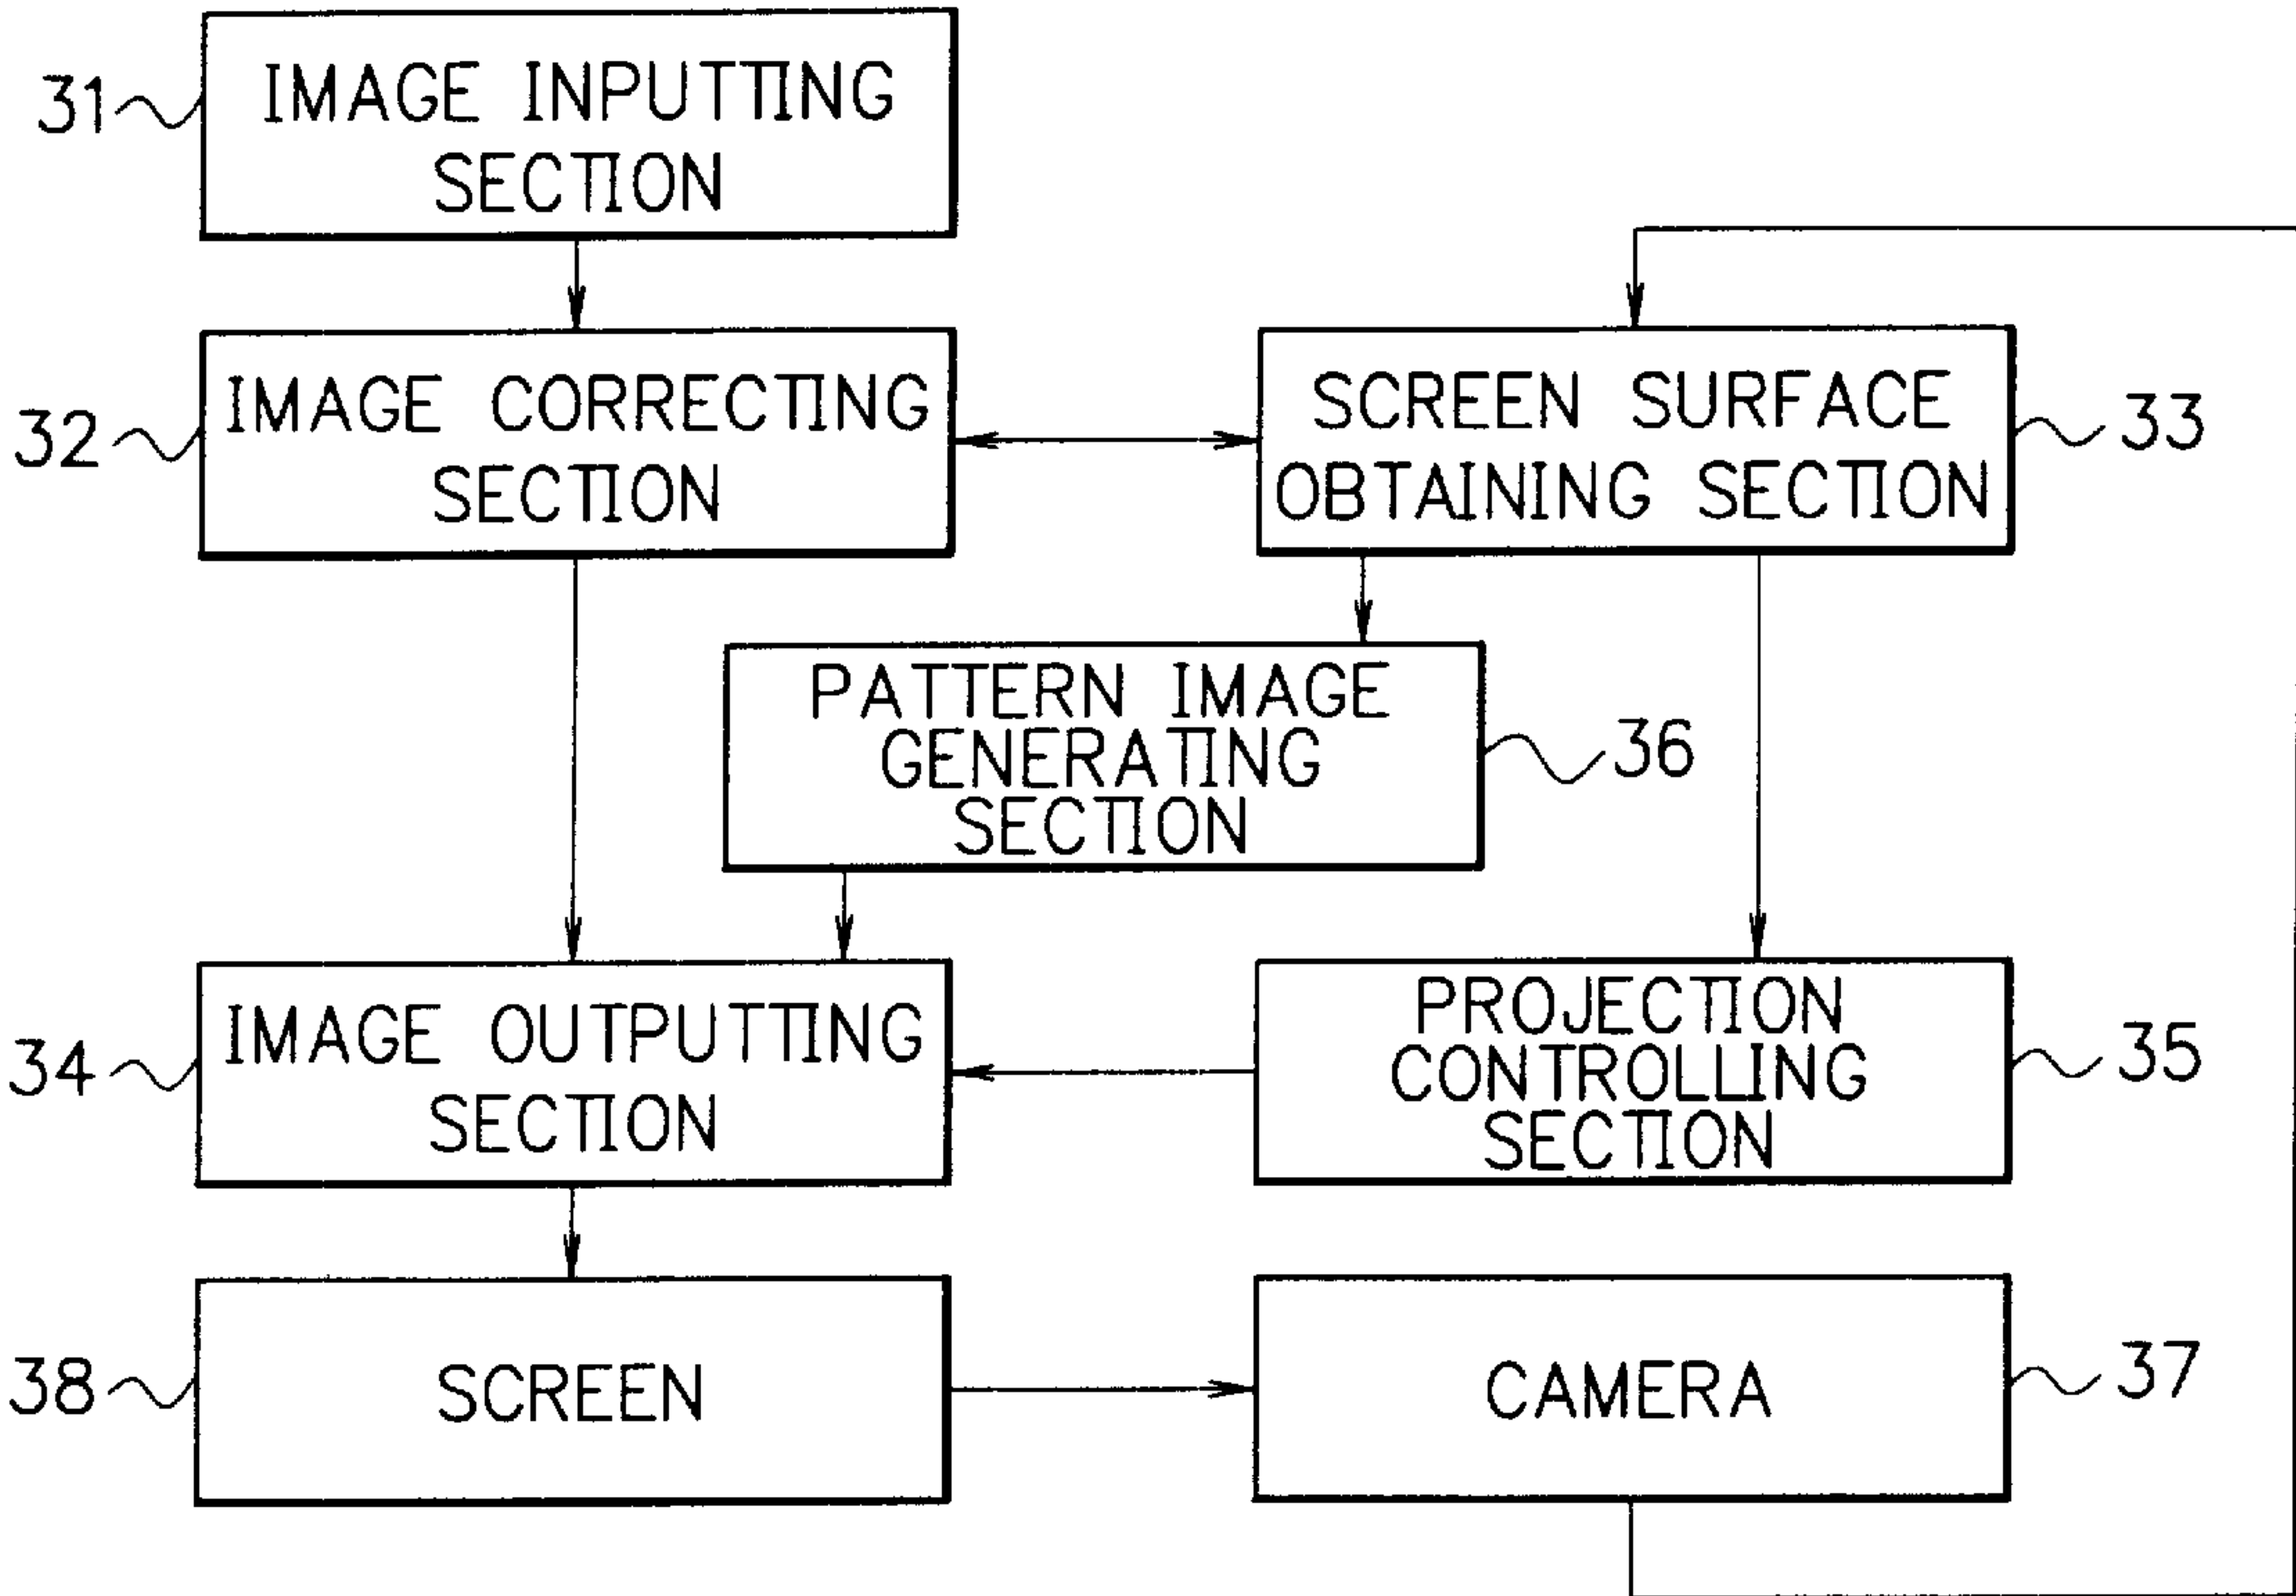 31
IMAGE INPUTTING
SECTION
32
IMAGE CORRECTING
SECTION
SCREEN SURFACE
OBTAINING SECTION
33
PATTERN IMAGE
GENERATING
SECTION
36
34
IMAGE OUTPUTTING
SECTION
PROJECTION
CONTROLLING
SECTION
35
38
SCREEN
CAMERA
37